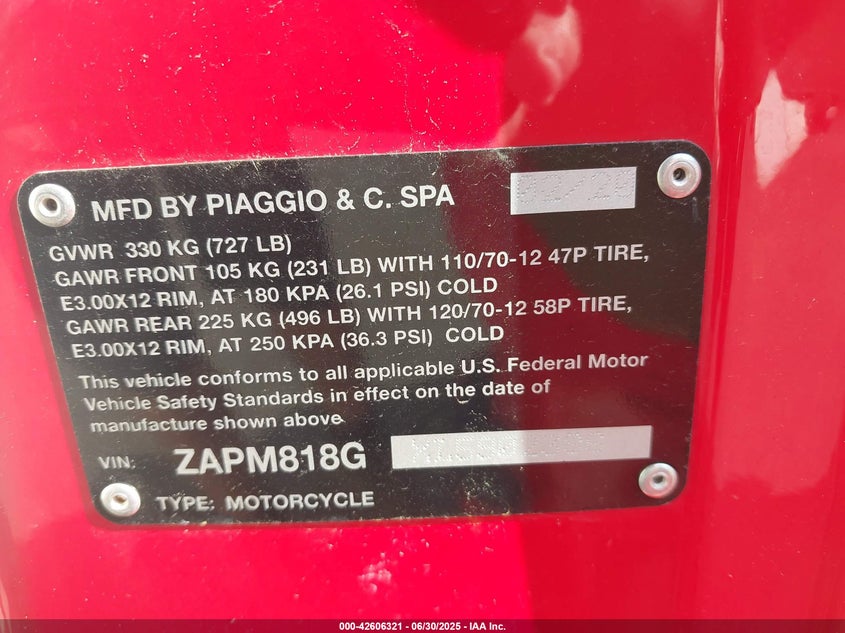 MFD BY PIAGGIO & C. SPA
GVWR 330 KG (727 LB)
GAWR FRONT 105 KG (231 LB) WITH 110/70-12 47P TIRE,
E3.00X12 RIM, AT 180 KPA (26.1 PSI) COLD
GAWR REAR 225 KG (496 LB) WITH 120/70-12 58P TIRE,
E3.00X12 RIM, AT 250 KPA (36.3 PSI) COLD
This vehicle conforms to all applicable U.S. Federal Motor
Vehicle Safety Standards in effect on the date of
manufacture shown above
VIN: ZAPM818G
TYPE: MOTORCYCLE
000-42606321 - 06/30/2025 - IAA Inc.